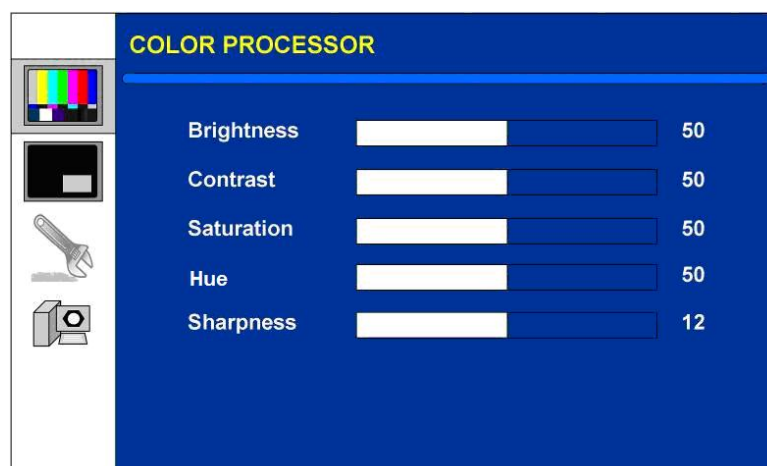 COLOR PROCESSOR
Brightness 50
Contrast 50
Saturation 50
Hue 50
Sharpness 12